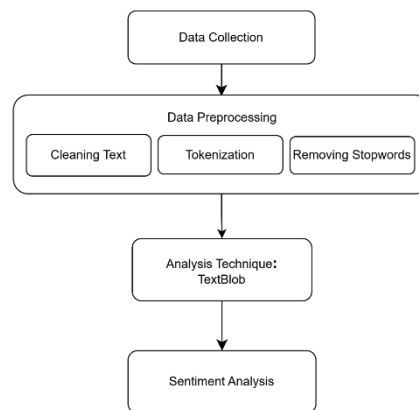 Data Collection
Data Preprocessing
Cleaning Text
Tokenization
Removing Stopwords
Analysis Technique:
TextBlob
Sentiment Analysis